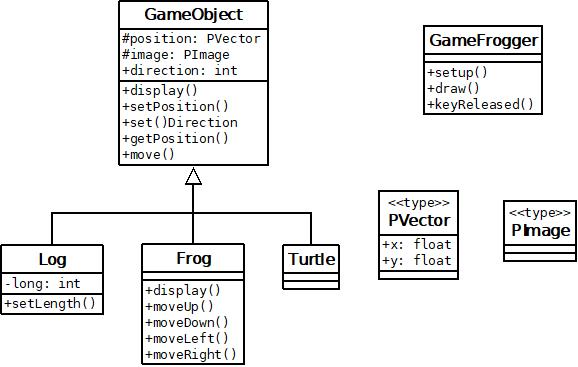 GameObject
#position: PVector
#image: PImage
+direction: int
+display()
+setPosition()
+set()Direction
+getPosition()
+move()
GameFrogger
+setup()
+draw()
+keyReleased()
Log
-long: int
+setLength()
Frog
+display()
+moveUp()
+moveDown()
+moveLeft()
+moveRight()
Turtle
<<type>>
PVector
+x: float
+y: float
<<type>>
PImage